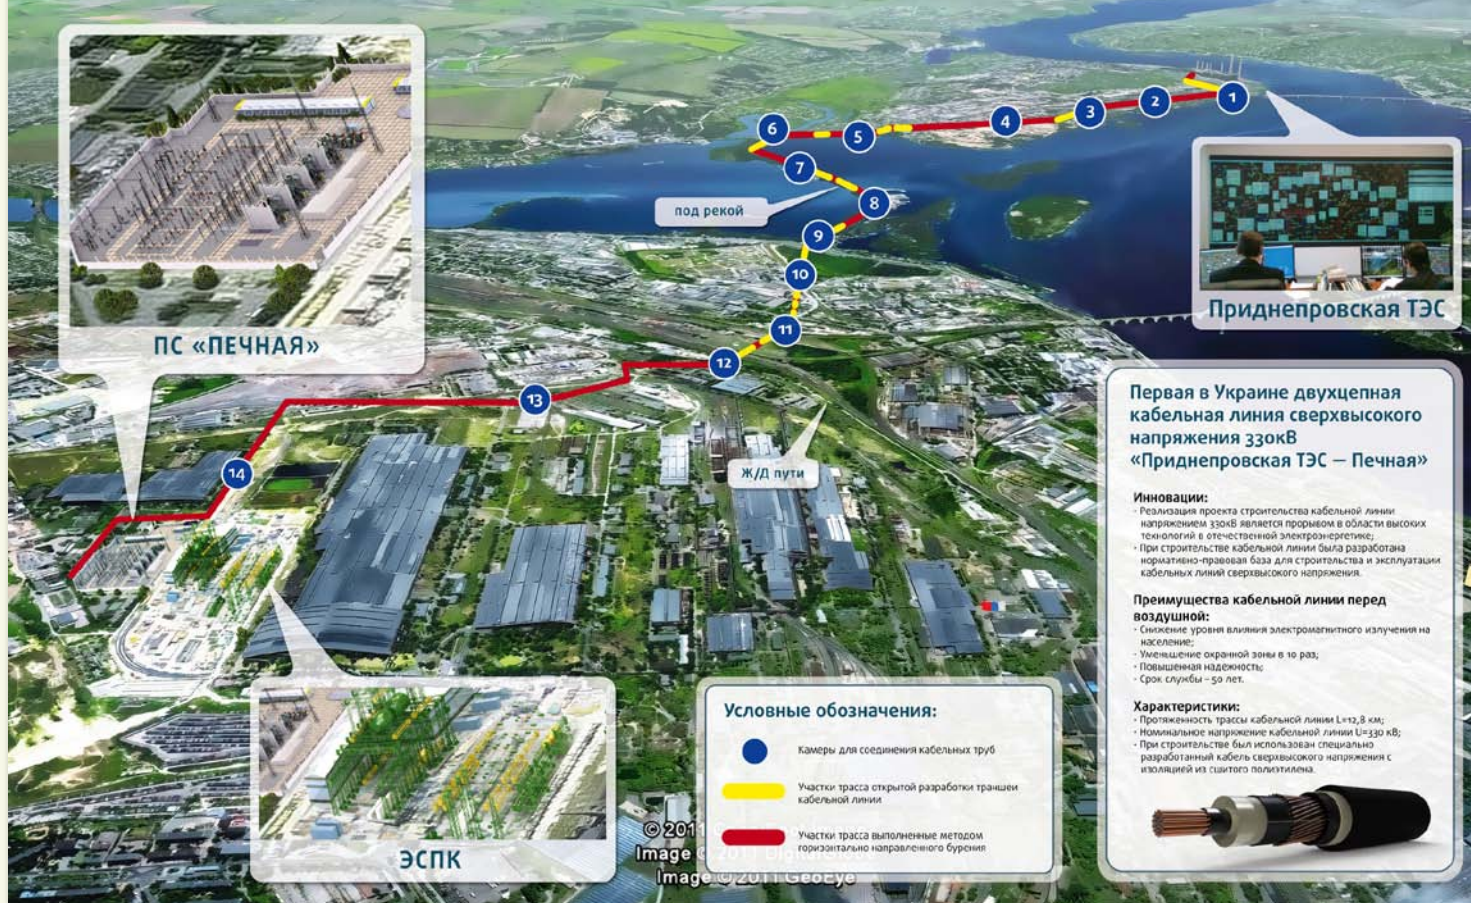 ПС «ПЕЧНАЯ»
1
2
3
4
5
6
7
8
9
10
11
12
13
14
под рекой
Ж/Д пути
Приднепровская ТЭС
ЭСПК
Первая в Украине двухцепная
кабельная линия сверхвысокого
напряжения 330кВ
«Приднепровская ТЭС – Печная»
Инновации:
- Реализация проекта строительства кабельной линии
напряжением 330кВ является прорывом в области высоких
технологий в отечественной электроэнергетике;
- При строительстве кабельной линии была разработана
нормативно-правовая база для строительства и эксплуатации
кабельных линий сверхвысокого напряжения.
Преимущества кабельной линии перед
воздушной:
- Снижение уровня влияния электромагнитного излучения на
население;
- Уменьшение охранной зоны в 10 раз;
- Повышенная надежность;
- Срок службы – 50 лет.
Характеристики:
- Протяженность трассы кабельной линии L=12,8 км;
- Номинальное напряжение кабельной линии U=330 кВ;
- При строительстве был использован специально
разработанный кабель сверхвысокого напряжения с
изоляцией из сшитого полиэтилена.
Условные обозначения:
Камеры для соединения кабельных труб
Участки трасса открытой разработки траншеи
кабельной линии
Участки трасса выполненные методом
горизонтально направленного бурения
© 2011
Image © 2011 DigitalGlobe
Image © 2011 GeoEye